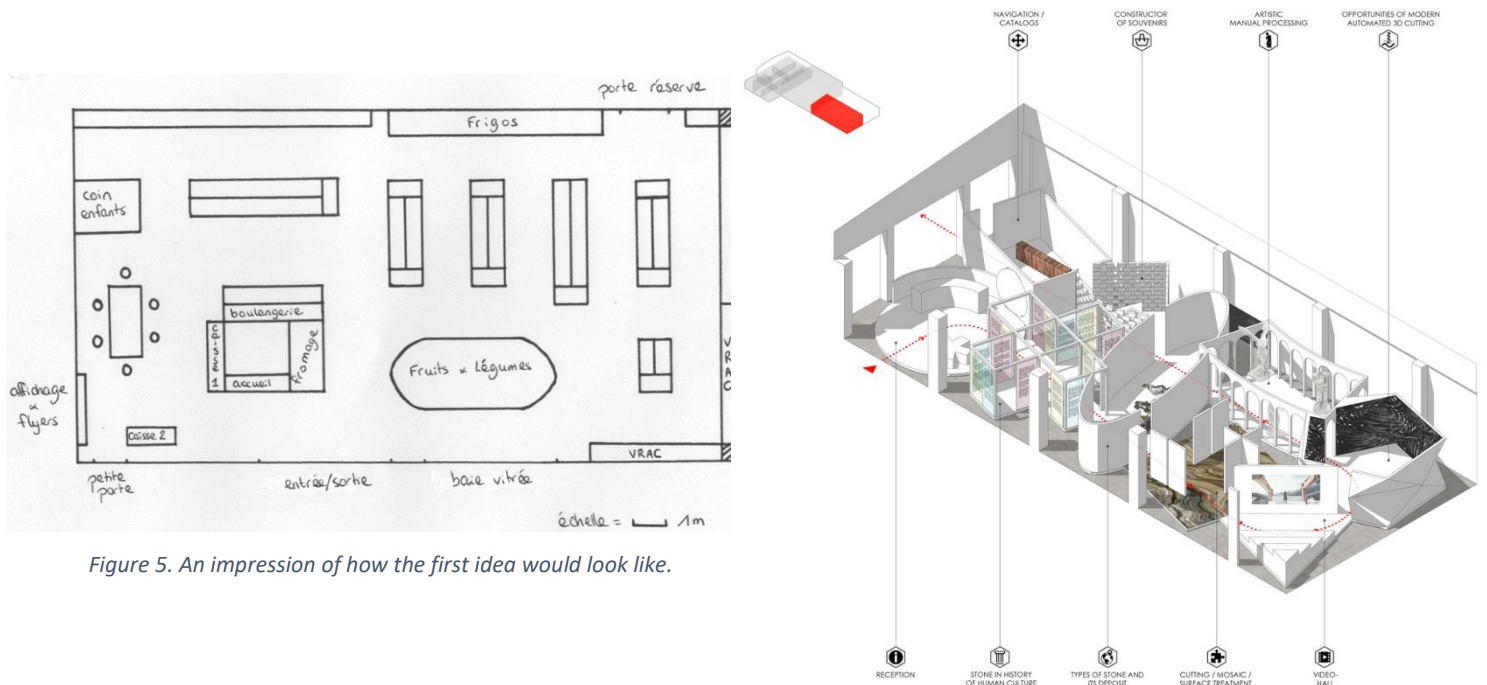 porte réserve
Frigos
coin
enfants
boulangerie
caisse 1
fromage
accueil
Fruits & Légumes
VRAC
affichage
&
flyers
caisse 2
VRAC
petite
porte
entrée/sortie
baie vitrée
échelle = 1m
Figure 5. An impression of how the first idea would look like.
NAVIGATION /
CATALOGS
CONSTRUCTOR
OF SOUVENIRS
ARTISTIC
MANUAL PROCESSING
OPPORTUNITIES OF MODERN
AUTOMATED 3D CUTTING
RECEPTION
STONE IN HISTORY
OF HUMAN CULTURE
TYPES OF STONE AND
ITS DEPOSIT
CUTTING / MOSAIC /
SURFACE TREATMENT
VIDEO-
HALL